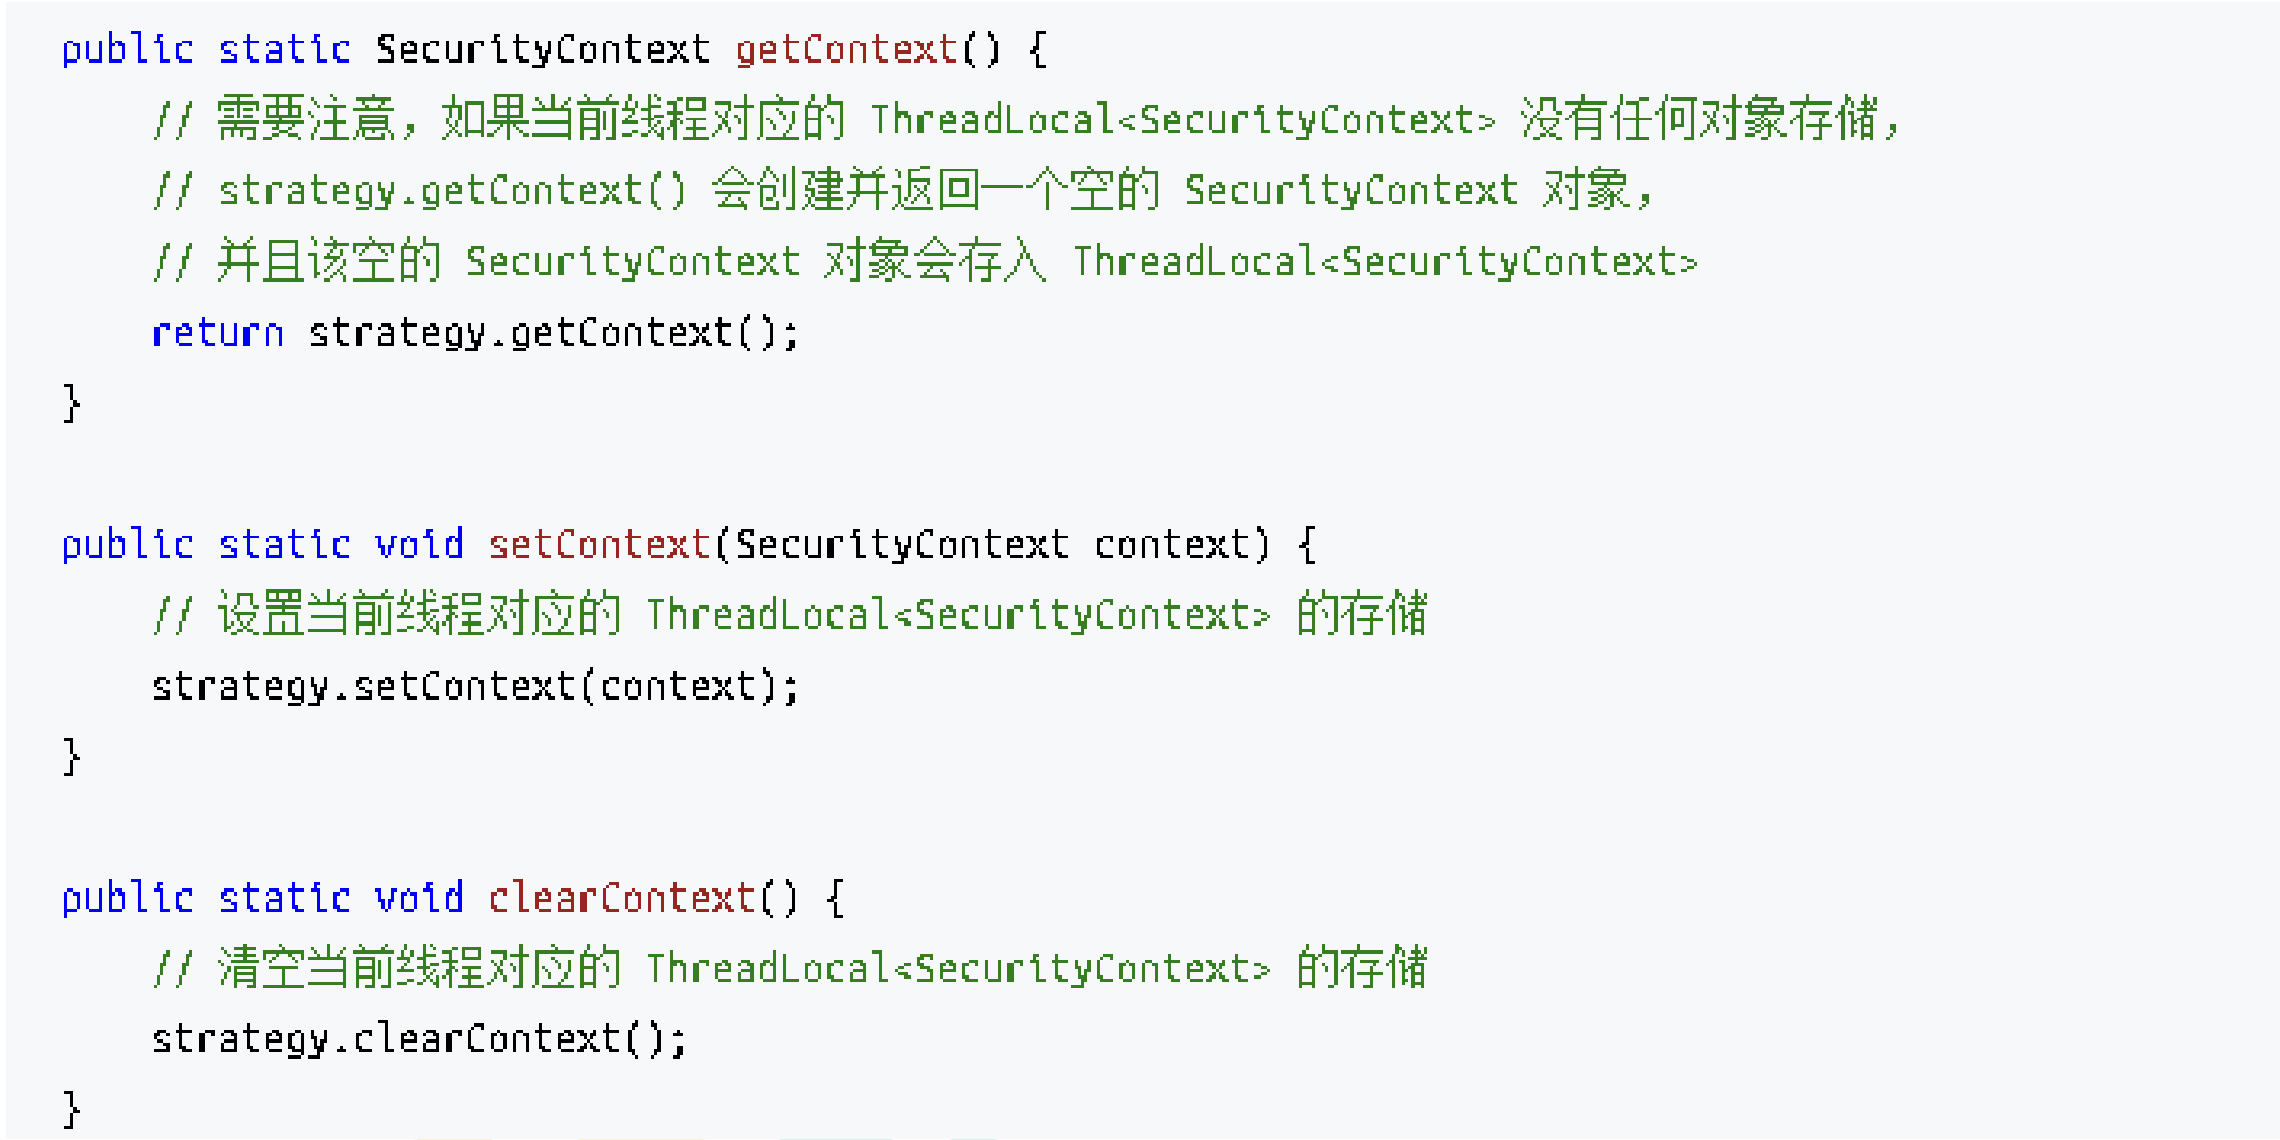 public static SecurityContext getContext() {
    // 需要注意，如果当前线程对应的 ThreadLocal<SecurityContext> 没有任何对象存储，
    // strategy.getContext() 会创建并返回一个空的 SecurityContext 对象，
    // 并且该空的 SecurityContext 对象会存入 ThreadLocal<SecurityContext>
    return strategy.getContext();
}
public static void setContext(SecurityContext context) {
    // 设置当前线程对应的 ThreadLocal<SecurityContext> 的存储
    strategy.setContext(context);
}
public static void clearContext() {
    // 清空当前线程对应的 ThreadLocal<SecurityContext> 的存储
    strategy.clearContext();
}